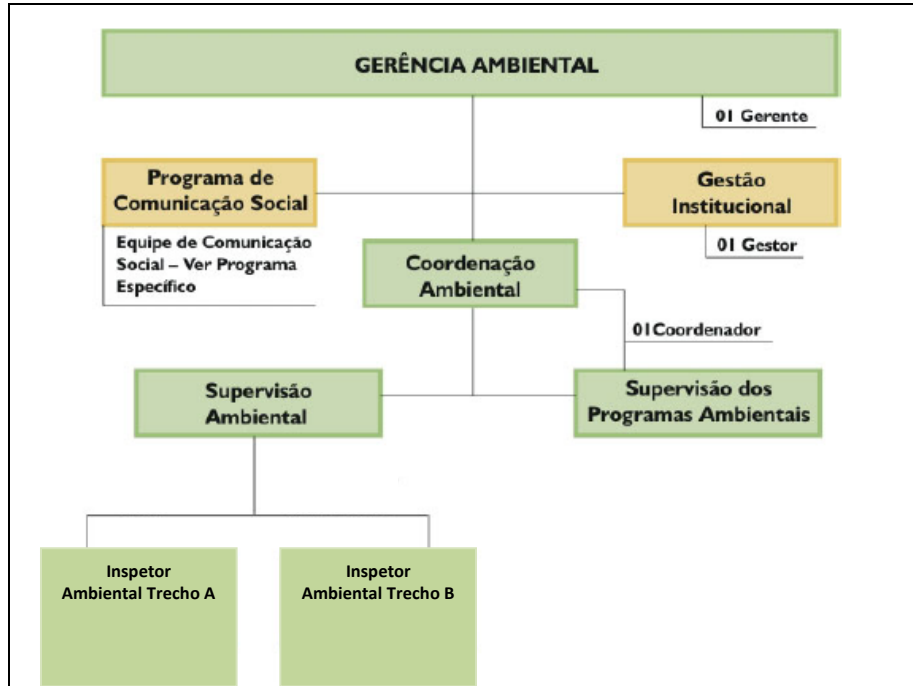 GERÊNCIA AMBIENTAL
01 Gerente
Programa de
Comunicação Social
Gestão
Institucional
Equipe de Comunicação
Social – Ver Programa
Específico
01 Gestor
Coordenação
Ambiental
01Coordenador
Supervisão
Ambiental
Supervisão dos
Programas Ambientais
Inspetor
Ambiental Trecho A
Inspetor
Ambiental Trecho B